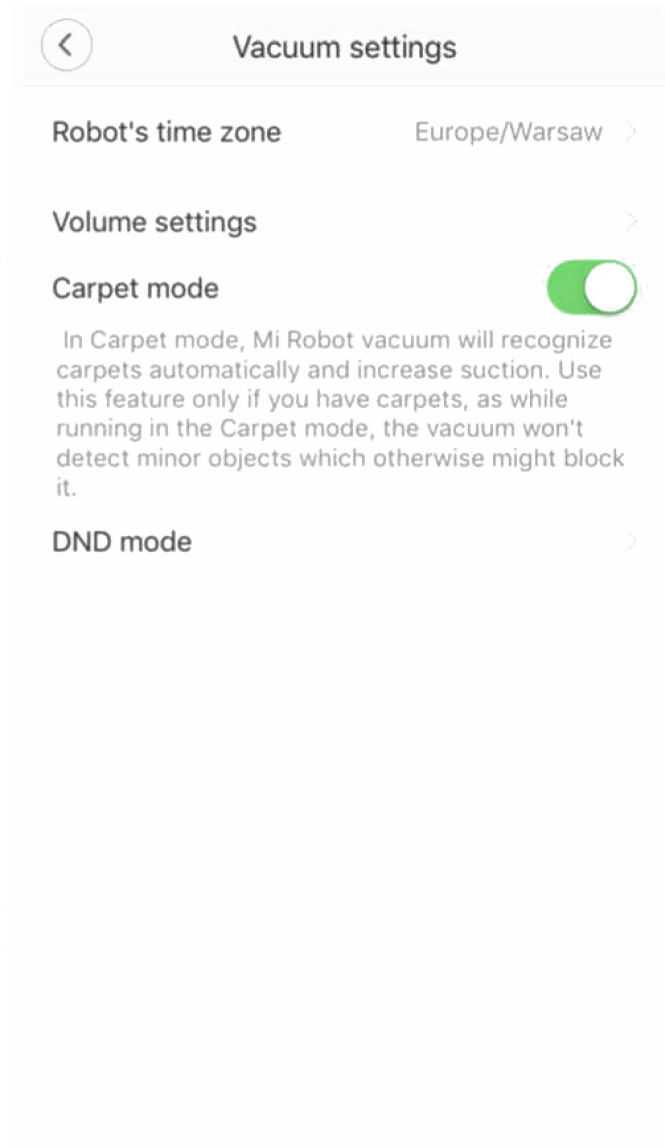 Vacuum settings
Robot's time zone Europe/Warsaw
Volume settings
Carpet mode
In Carpet mode, Mi Robot vacuum will recognize
carpets automatically and increase suction. Use
this feature only if you have carpets, as while
running in the Carpet mode, the vacuum won't
detect minor objects which otherwise might block
it.
DND mode